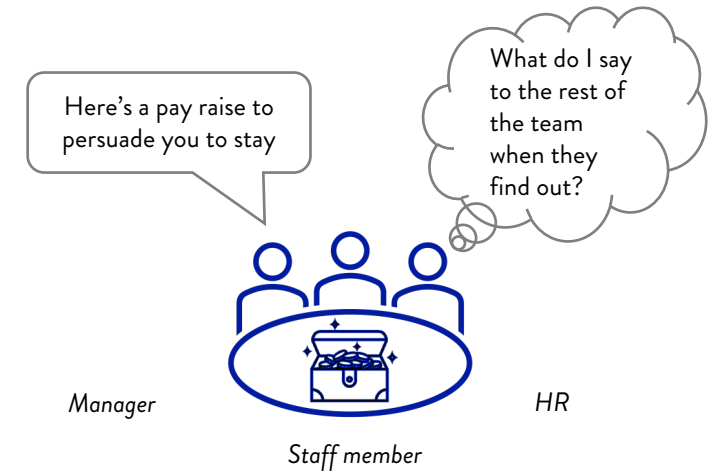 Here’s a pay raise to
persuade you to stay
What do I say
to the rest of
the team
when they
find out?
Manager
HR
Staff member